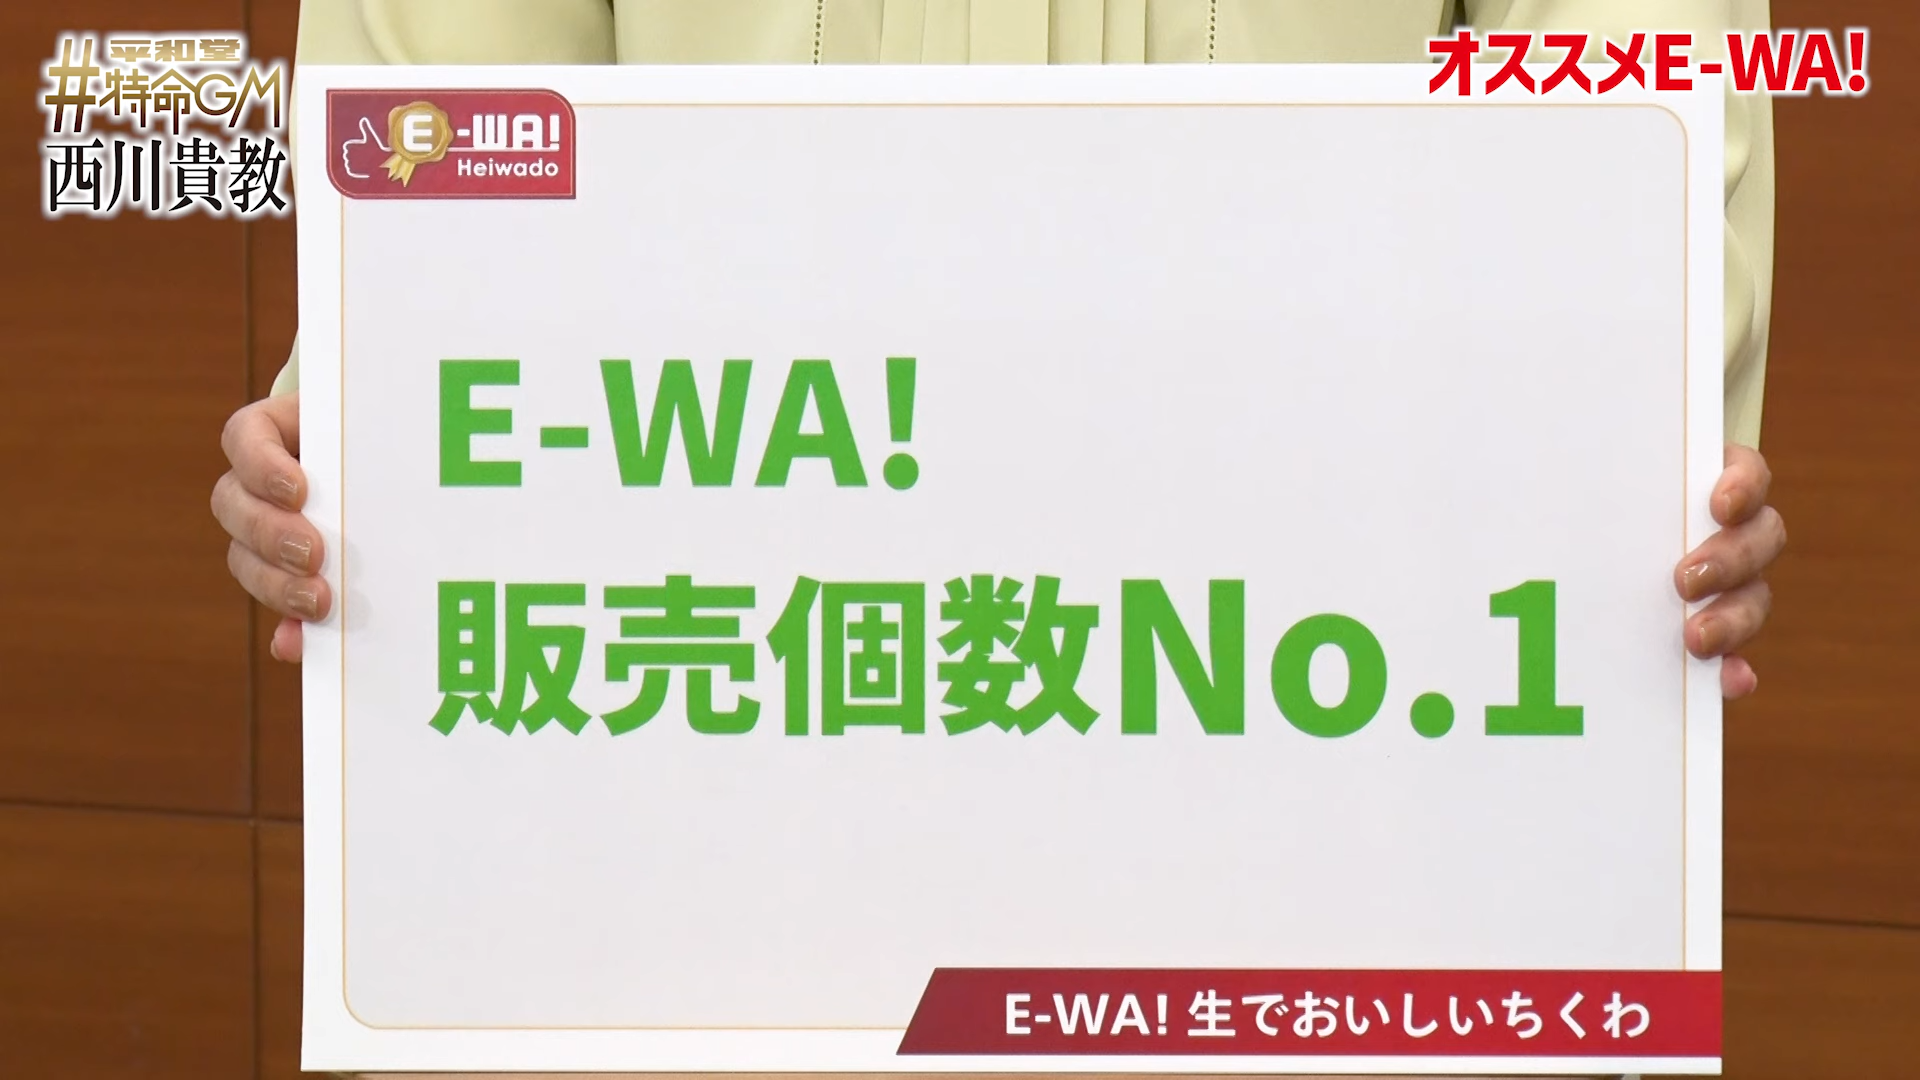 平和堂
#特命GM
西川貴教
オススメE-WA!
E-WA!
Heiwado
E-WA!
販売個数No.1
E-WA! 生でおいしいちくわ